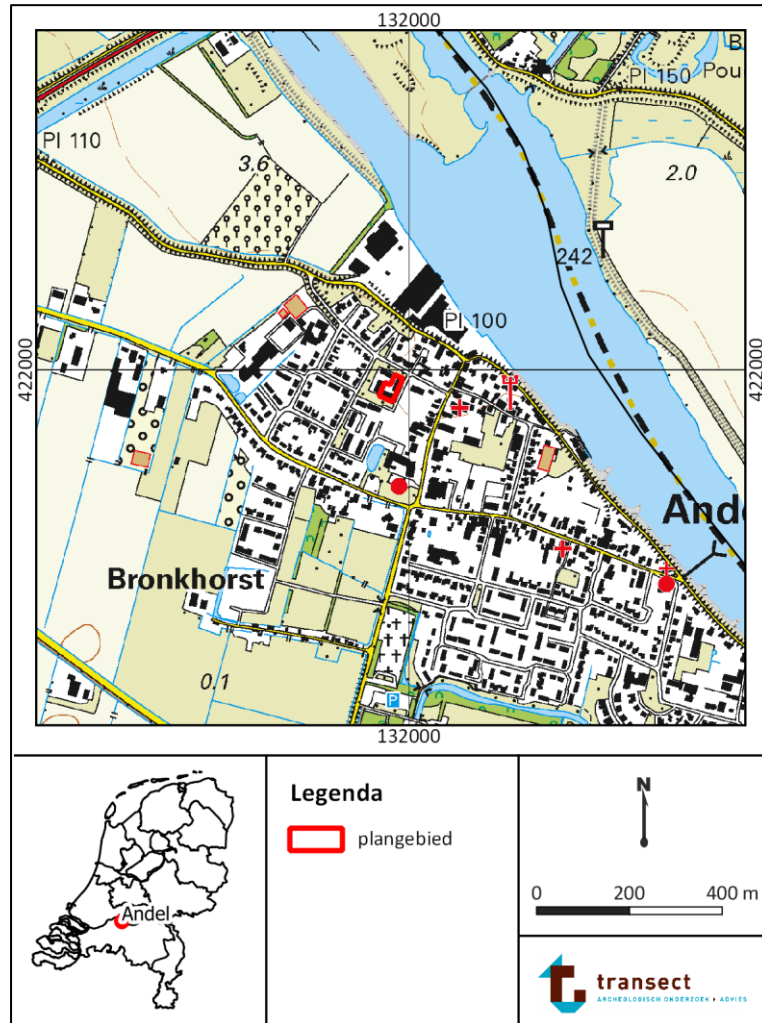 132000
B
Pl 150
Pou
Pl 110
3.6
2.0
242
Pl 100
422000
422000
Ande
Bronkhorst
0.1
P
132000
Legenda
plangebied
Andel
N
0 200 400 m
transect
ARCHEOLOGISCH ONDERZOEK & ADVIES